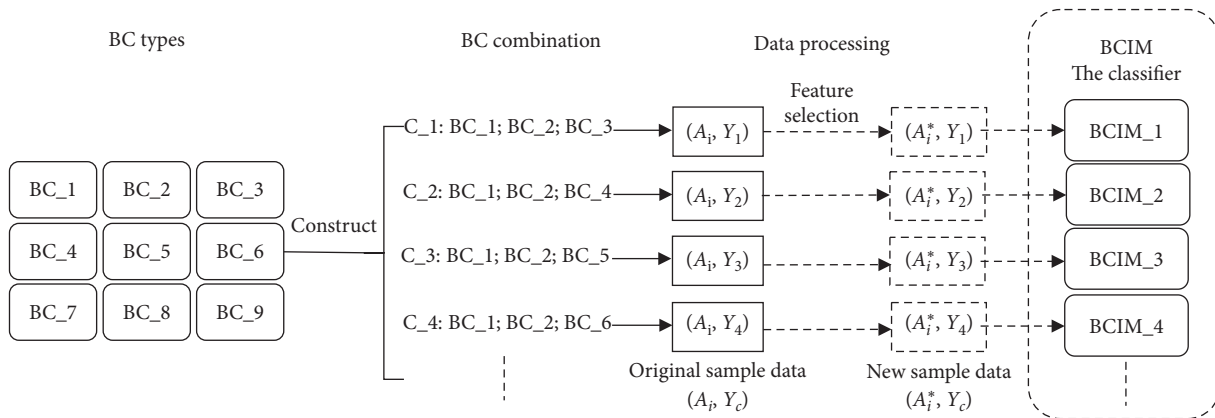 BC types
BC combination
Data processing
BCIM
The classifier
BC_1
BC_2
BC_3
BC_4
BC_5
BC_6
BC_7
BC_8
BC_9
Construct
C_1: BC_1; BC_2; BC_3
C_2: BC_1; BC_2; BC_4
C_3: BC_1; BC_2; BC_5
C_4: BC_1; BC_2; BC_6
(A_i, Y_1)
(A_i, Y_2)
(A_i, Y_3)
(A_i, Y_4)
Original sample data
(A_i, Y_c)
Feature
selection
(A_i^*, Y_1)
(A_i^*, Y_2)
(A_i^*, Y_3)
(A_i^*, Y_4)
New sample data
(A_i^*, Y_c)
BCIM_1
BCIM_2
BCIM_3
BCIM_4